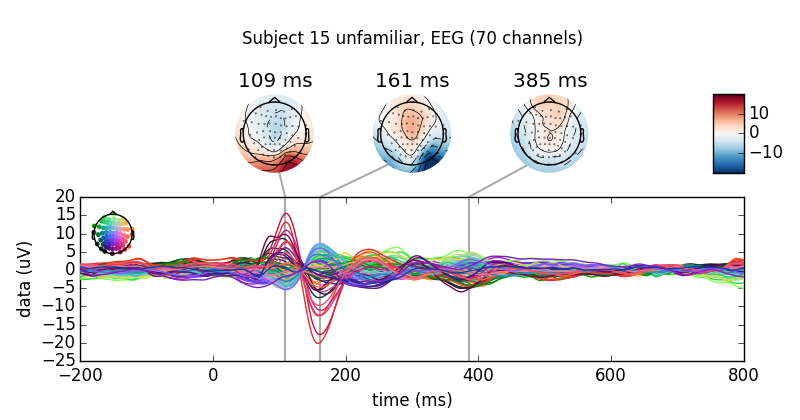 Subject 15 unfamiliar, EEG (70 channels)
109 ms 161 ms 385 ms
10
0
−10
20
15
10
5
0
−5
−10
−15
−20
−25
data (uV)
−200 0 200 400 600 800
time (ms)